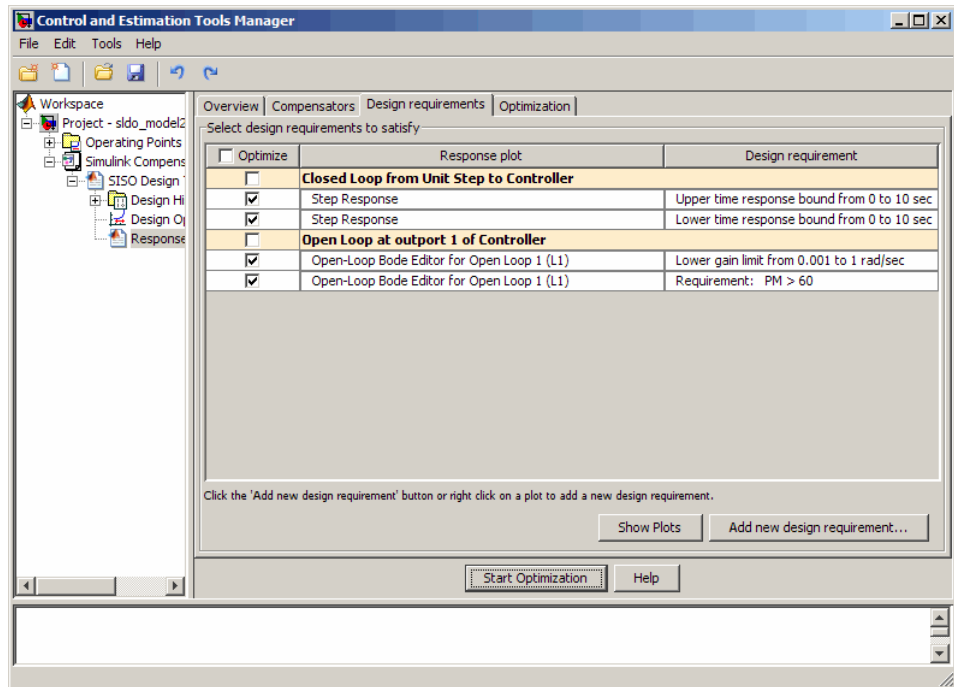 Control and Estimation Tools Manager
File Edit Tools Help
Workspace
Project - sldo_model2
Operating Points
Simulink Compens
SISO Design
Design Hi
Design Op
Response
Overview Compensators Design requirements Optimization
Select design requirements to satisfy
Optimize Response plot Design requirement
Closed Loop from Unit Step to Controller
Step Response Upper time response bound from 0 to 10 sec
Step Response Lower time response bound from 0 to 10 sec
Open Loop at outport 1 of Controller
Open-Loop Bode Editor for Open Loop 1 (L1) Lower gain limit from 0.001 to 1 rad/sec
Open-Loop Bode Editor for Open Loop 1 (L1) Requirement: PM > 60
Click the 'Add new design requirement' button or right click on a plot to add a new design requirement.
Show Plots Add new design requirement...
Start Optimization Help